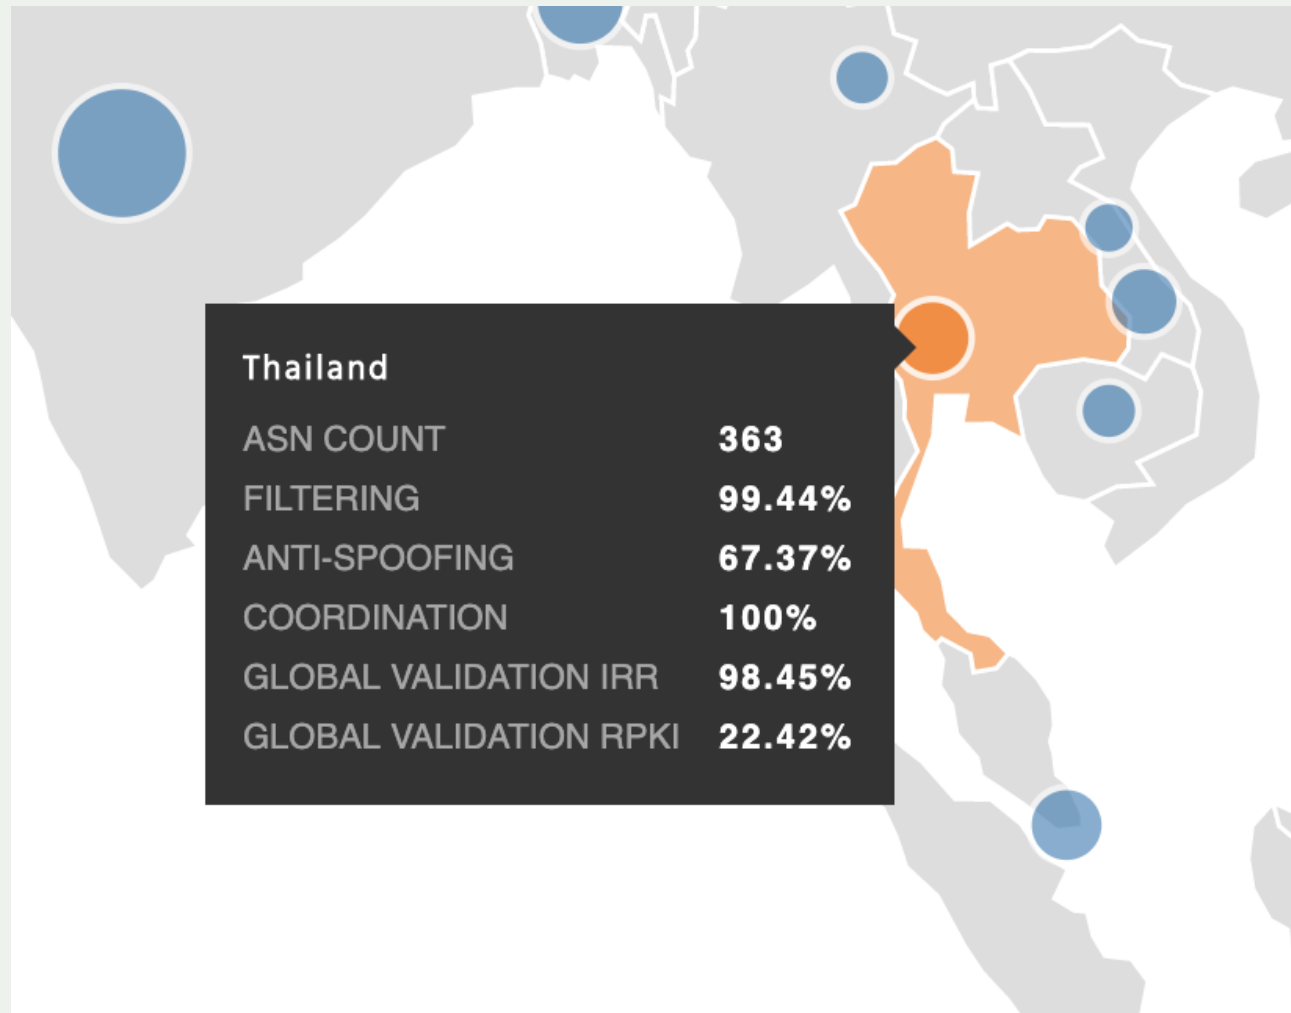 Thailand
ASN COUNT 363
FILTERING 99.44%
ANTI-SPOOFING 67.37%
COORDINATION 100%
GLOBAL VALIDATION IRR 98.45%
GLOBAL VALIDATION RPKI 22.42%